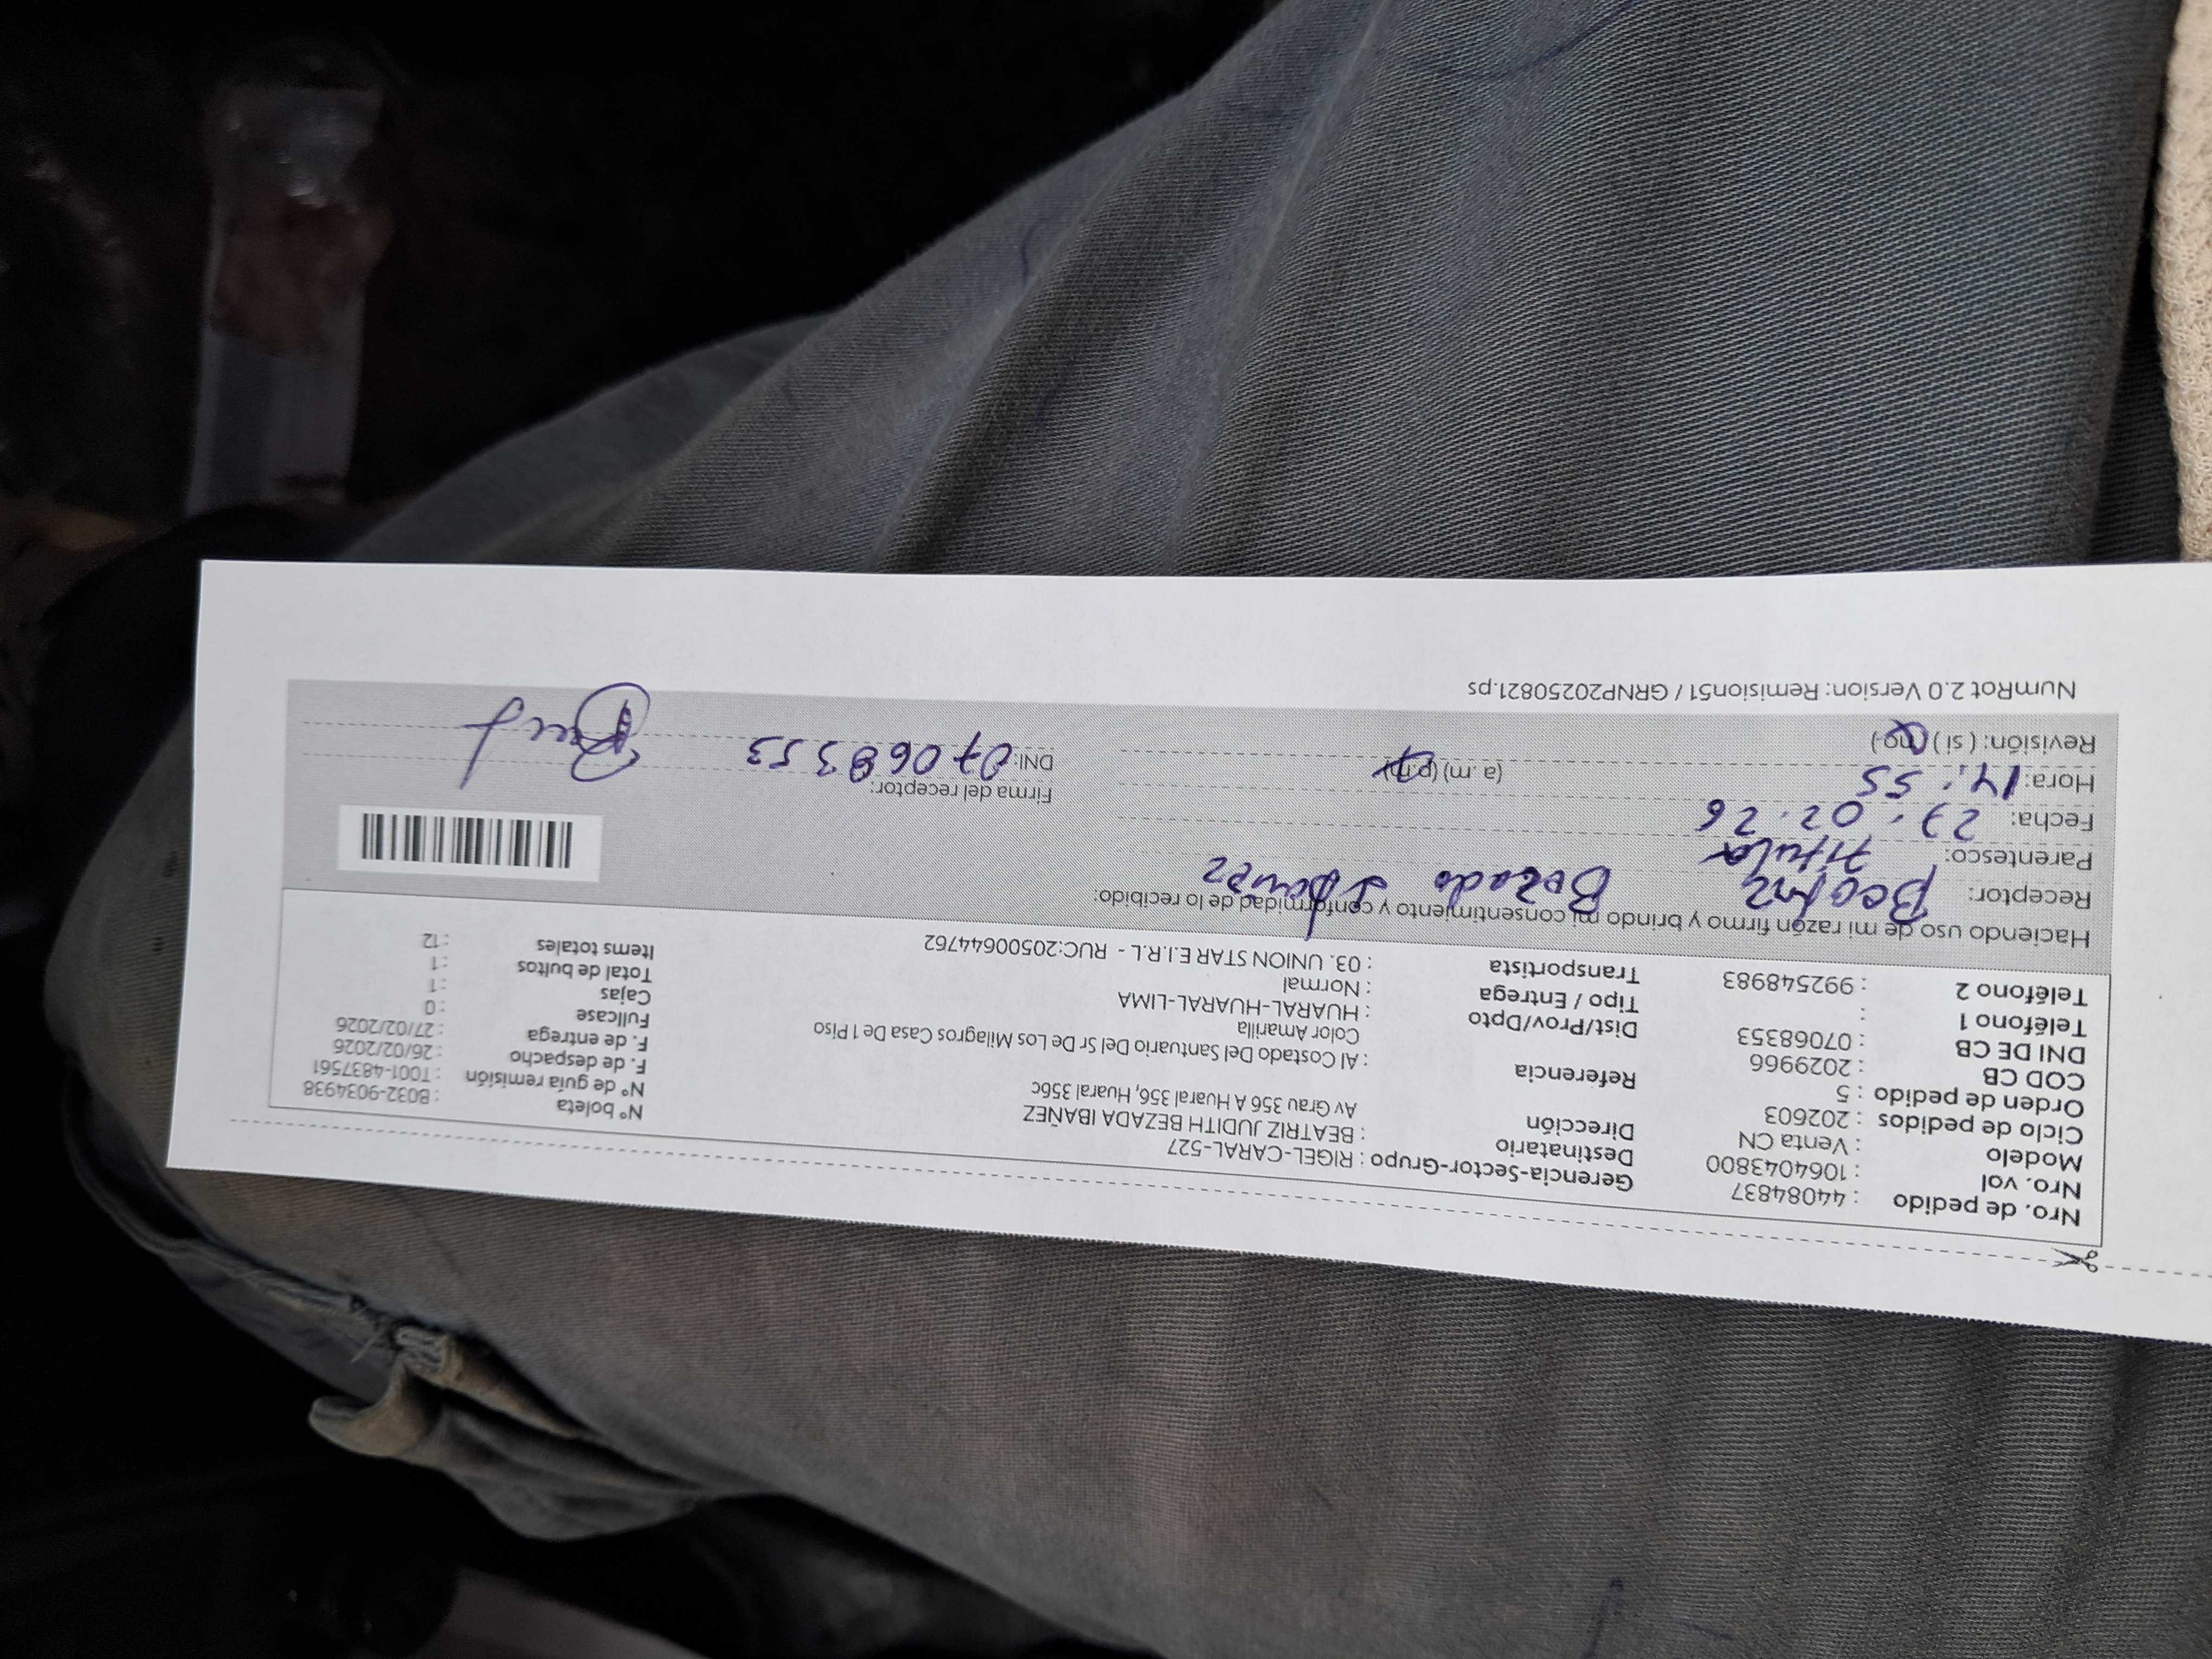 Nro. de pedido : 44084837 Gerencia-Sector-Grupo : RIGEL-CARAL-527 Nº boleta : B032-9034938
Nro. vol : 1064043800 Destinatario : BEATRIZ JUDITH BEZADA IBAÑEZ Nº de guía remisión : T001-4837561
Modelo : Venta CN Dirección Av Grau 356 A Huaral 356, Huaral 356c F. de despacho : 26/02/2026
Ciclo de pedidos : 202603 F. de entrega : 27/02/2026
Orden de pedido : 5 Referencia : Al Costado Del Santuario Del Sr De Los Milagros Casa De 1 Piso Fullcase : 0
COD CB : 2029966 Color Amarilla Cajas : 1
DNI DE CB : 07068353 Dist/Prov/Dpto : HUARAL-HUARAL-LIMA Total de bultos : 1
Teléfono 1 : Tipo / Entrega : Normal Items totales : 12
Teléfono 2 : 992548983 Transportista : 03. UNION STAR E.I.R.L - RUC:20500644762
Haciendo uso de mi razón firmo y brindo mi consentimiento y conformidad de lo recibido:
Receptor: Beatriz Bezada Ibañez
Parentesco: Titular
Fecha: 27.02.26 Firma del receptor:
Hora: 14:55 (a.m) (p.m) DNI: 07068353
Revisión: ( si ) ( no )
NumRot 2.0 Version: Remision51 / GRNP20250821.ps